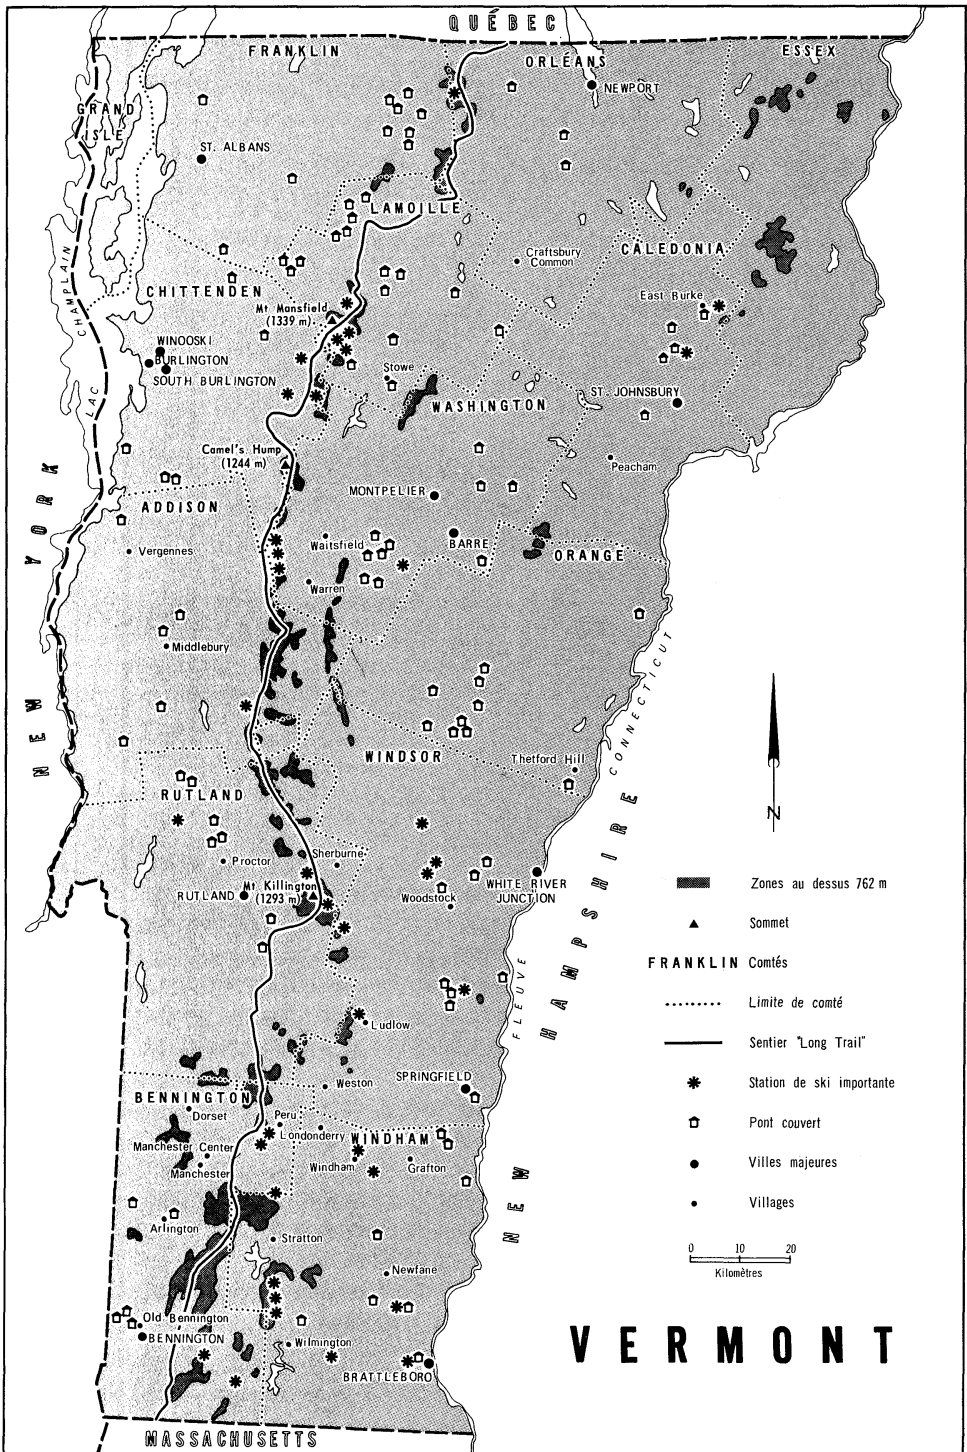 QUÉBEC
FRANKLIN
ORLÉANS
ESSEX
NEWPORT
GRAND
ISLE
ST. ALBANS
LAMOILLE
CALEDONIA
Craftsbury
Common
CHITTENDEN
LAC CHAMPLAIN
East Burke
Mt Mansfield
(1339 m)
WINOOSKI
BURLINGTON
SOUTH BURLINGTON
Stowe
ST. JOHNSBURY
WASHINGTON
Camel's Hump
(1244 m)
Peacham
MONTPELIER
NEW YORK
ADDISON
BARRE
Waitsfield
ORANGE
Vergennes
Warren
Middlebury
NEW YORK
WINDSOR
Thetford Hill
RUTLAND
Proctor
Sherburne
Mt Killington
(1293 m)
RUTLAND
Woodstock
WHITE RIVER
JUNCTION
FLEUVE CONNECTICUT
NEW HAMPSHIRE
Ludlow
Weston
SPRINGFIELD
BENNINGTON
Dorset
Peru
Londonderry
WINDHAM
Manchester Center
Manchester
Windham
Grafton
Arlington
Stratton
Newfane
Old Bennington
BENNINGTON
Wilmington
BRATTLEBORO
MASSACHUSETTS
N
Zones au dessus 762 m
Sommet
FRANKLIN Comtés
Limite de comté
Sentier "Long Trail"
Station de ski importante
Pont couvert
Villes majeures
Villages
0 10 20
Kilomètres
VERMONT